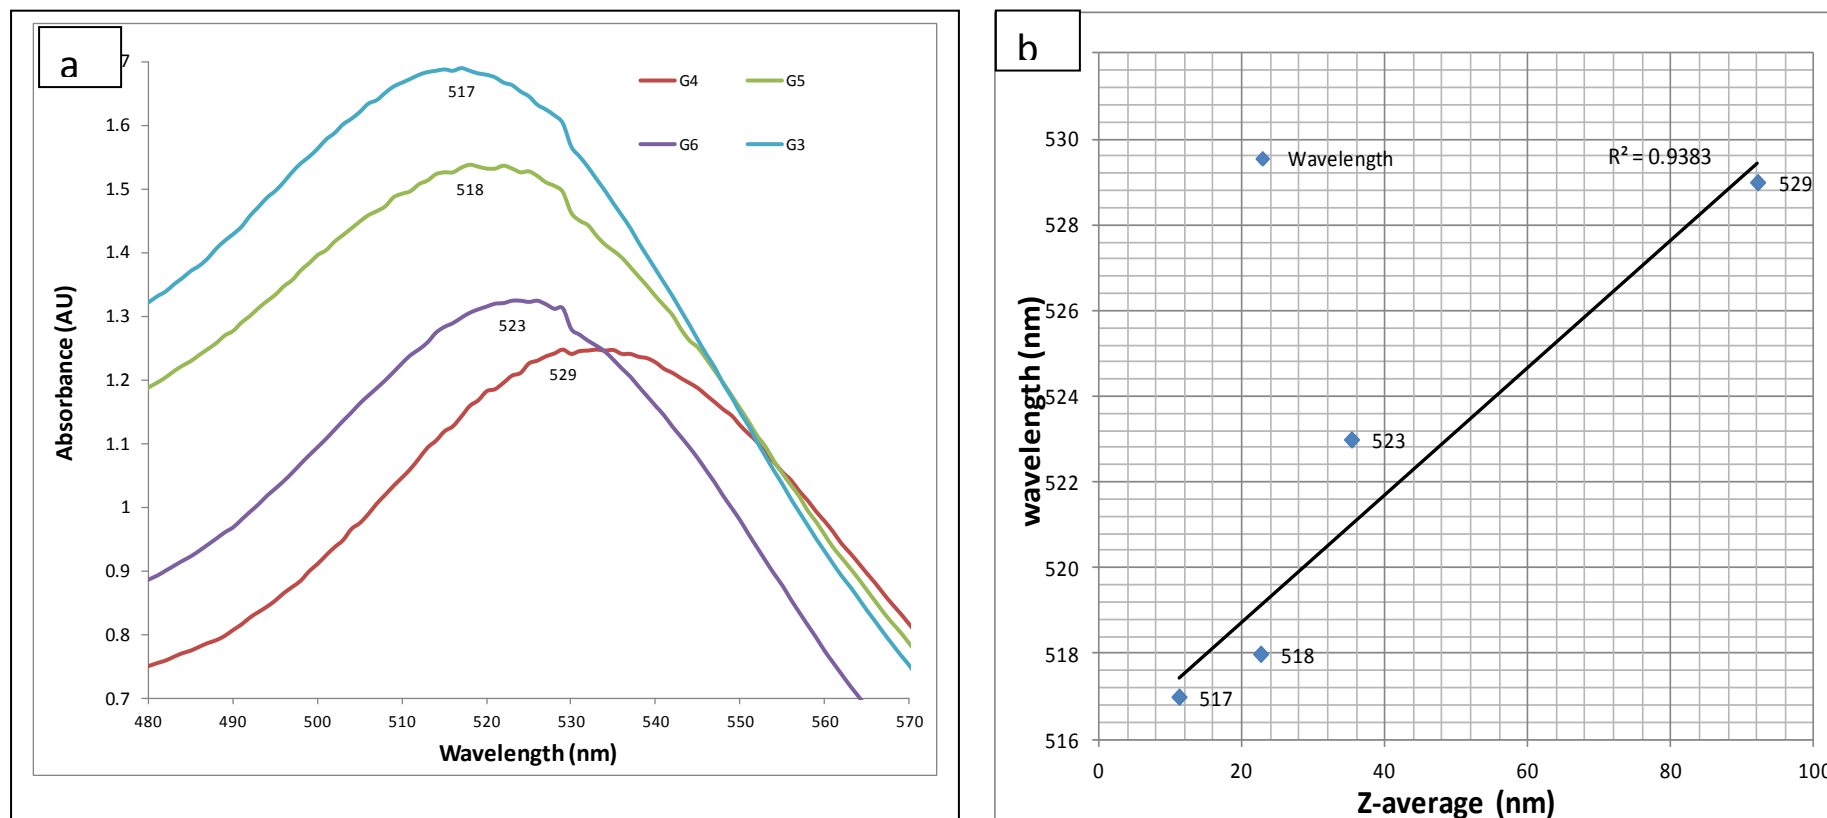 a
7
1.6
1.5
1.4
1.3
1.2
1.1
1
0.9
0.8
0.7
Absorbance (AU)
G4 G5
G6 G3
517
518
523
529
480 490 500 510 520 530 540 550 560 570
Wavelength (nm)
b
530
528
526
524
522
520
518
516
wavelength (nm)
Wavelength
R² = 0.9383
529
523
518
517
0 20 40 60 80 100
Z-average (nm)